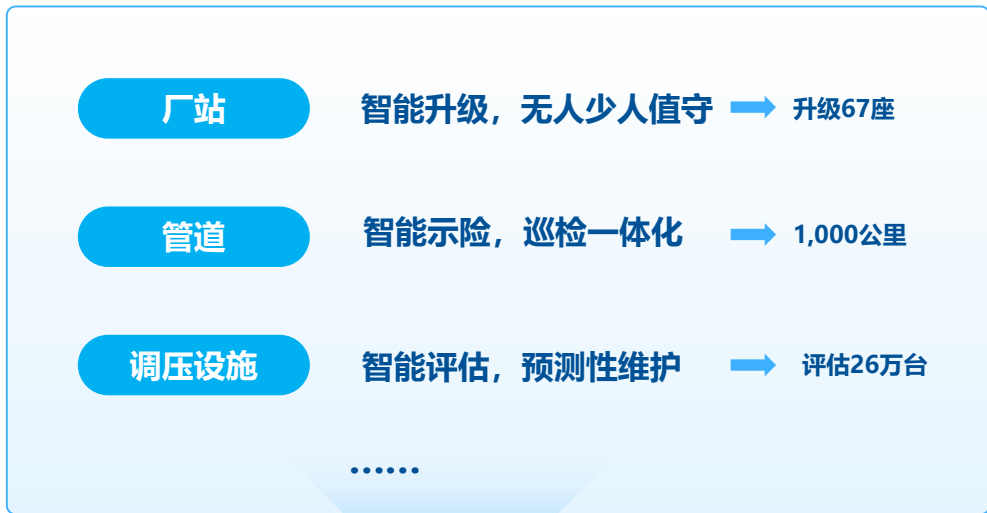 厂站
智能升级，无人少人值守
升级67座
管道
智能示险，巡检一体化
1,000公里
调压设施
智能评估，预测性维护
评估26万台
……